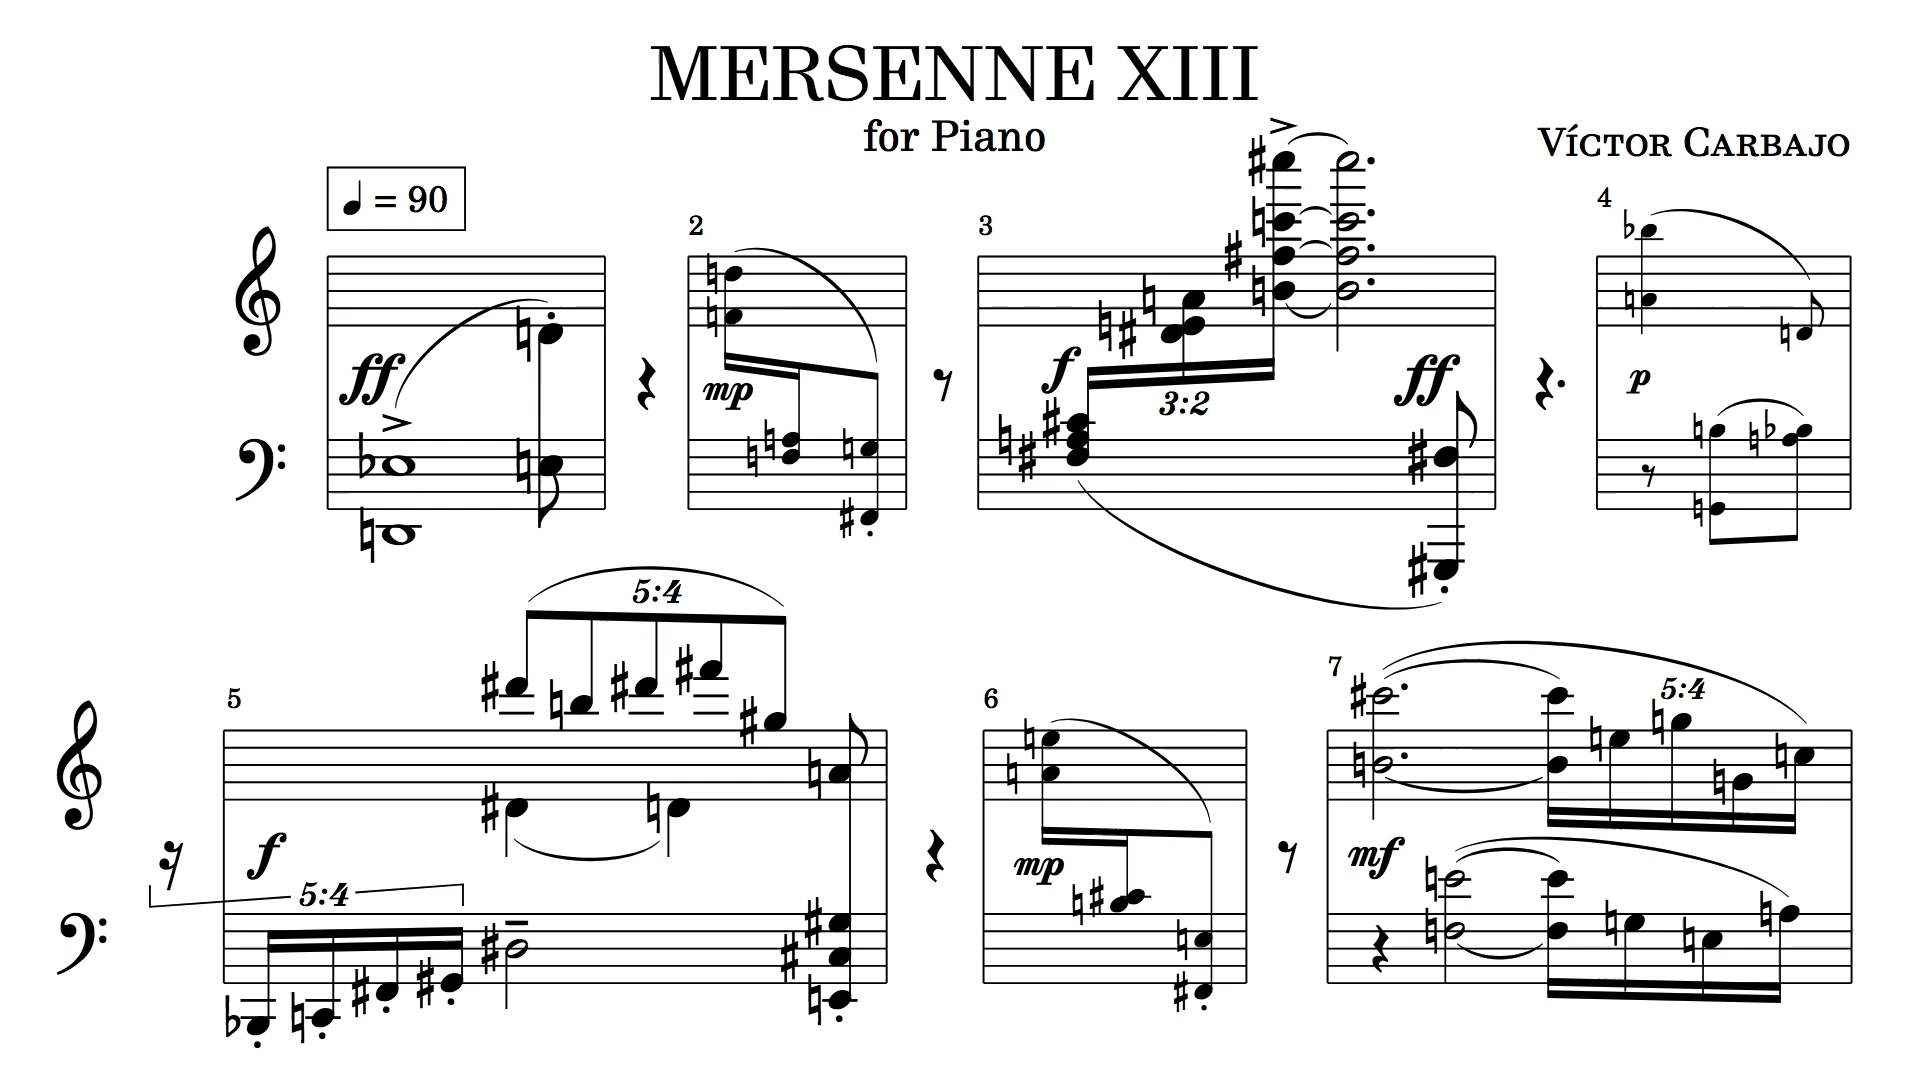 MERSENNE XIII
for Piano
VÍCTOR CARBAJO
= 90
2
3
4
ff
mp
f
3:2
ff
p
5:4
5
6
7
5:4
f
mp
mf
5:4